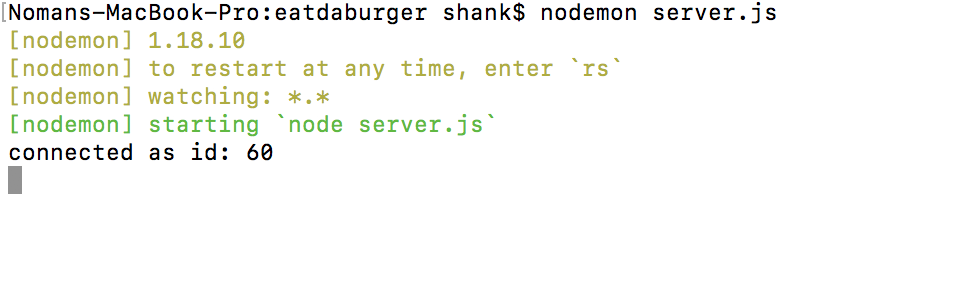 [Nomans-MacBook-Pro:eatdaburger shank$ nodemon server.js
[nodemon] 1.18.10
[nodemon] to restart at any time, enter `rs`
[nodemon] watching: *.*
[nodemon] starting `node server.js`
connected as id: 60